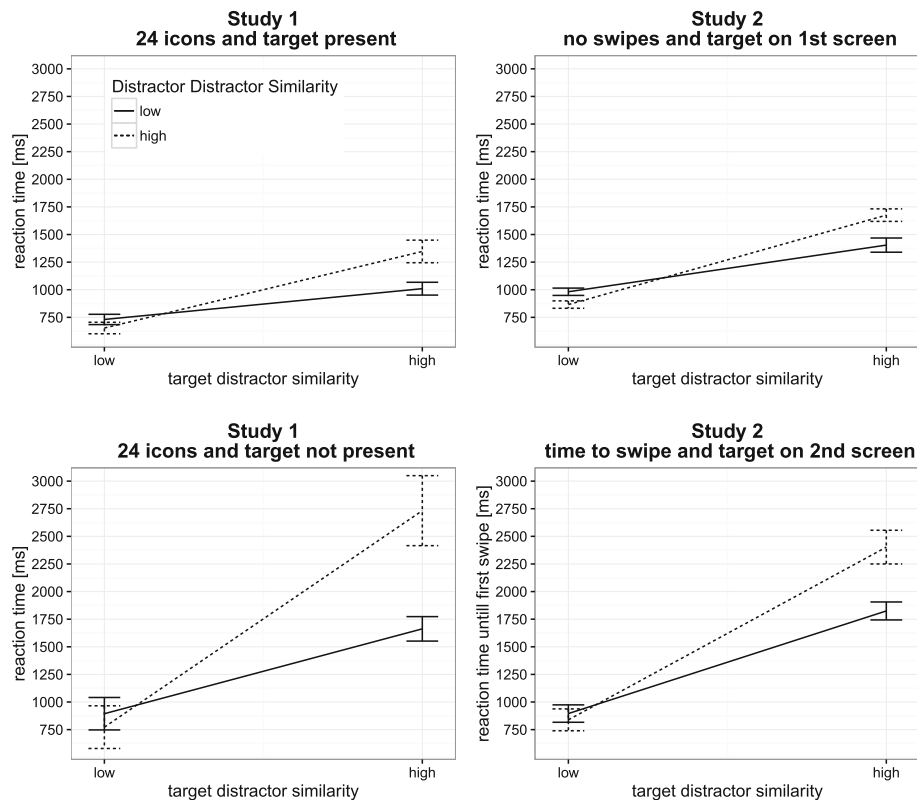 Study 1
24 icons and target present
reaction time [ms]
3000
2750
2500
2250
2000
1750
1500
1250
1000
750
Distractor Distractor Similarity
low
high
low
high
target distractor similarity
Study 2
no swipes and target on 1st screen
reaction time [ms]
3000
2750
2500
2250
2000
1750
1500
1250
1000
750
low
high
target distractor similarity
Study 1
24 icons and target not present
reaction time [ms]
3000
2750
2500
2250
2000
1750
1500
1250
1000
750
low
high
target distractor similarity
Study 2
time to swipe and target on 2nd screen
reaction time untill first swipe [ms]
3000
2750
2500
2250
2000
1750
1500
1250
1000
750
low
high
target distractor similarity